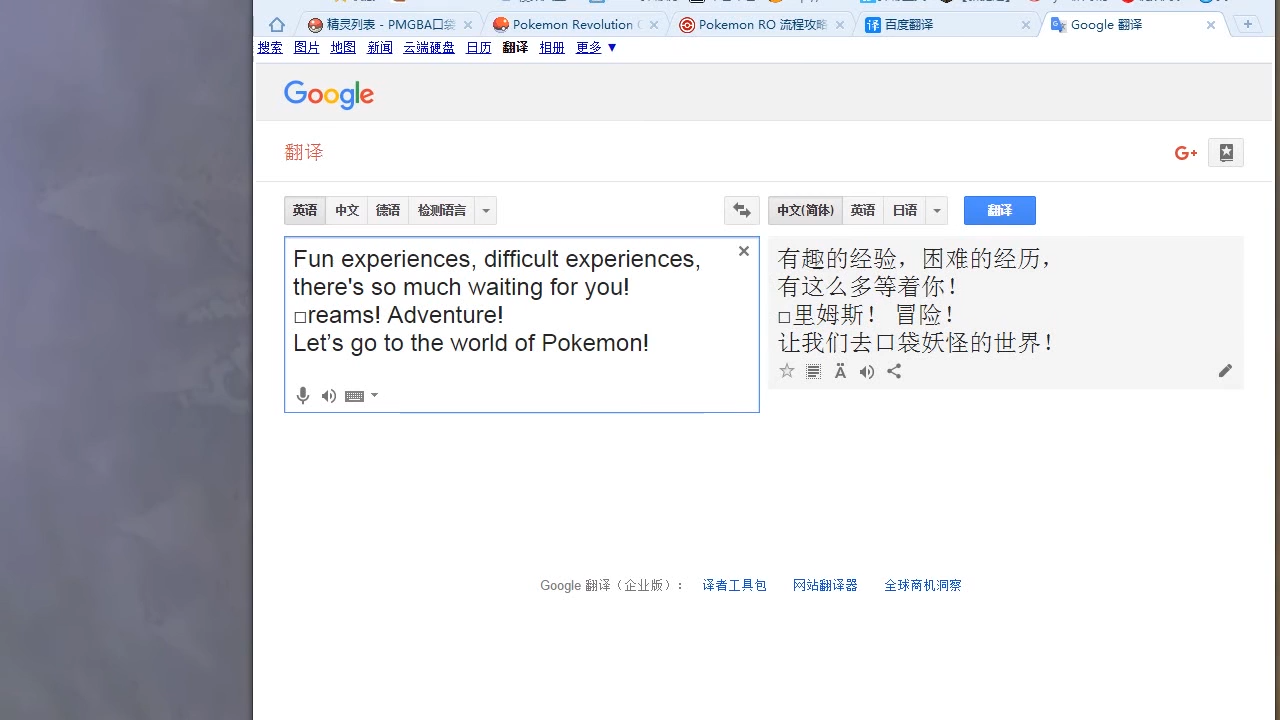 精灵列表 - PMGBA口袋
Pokemon Revolution
Pokemon RO 流程攻略
百度翻译
Google 翻译
搜索 图片 地图 新闻 云端硬盘 日历 翻译 相册 更多 ▼
Google
翻译
G+
英语 中文 德语 检测语言
中文(简体) 英语 日语 翻译
Fun experiences, difficult experiences,
there's so much waiting for you!
□reams! Adventure!
Let’s go to the world of Pokemon!
有趣的经验，困难的经历，
有这么多等着你！
□里姆斯！ 冒险！
让我们去口袋妖怪的世界！
Ä
Google 翻译（企业版）： 译者工具包 网站翻译器 全球商机洞察